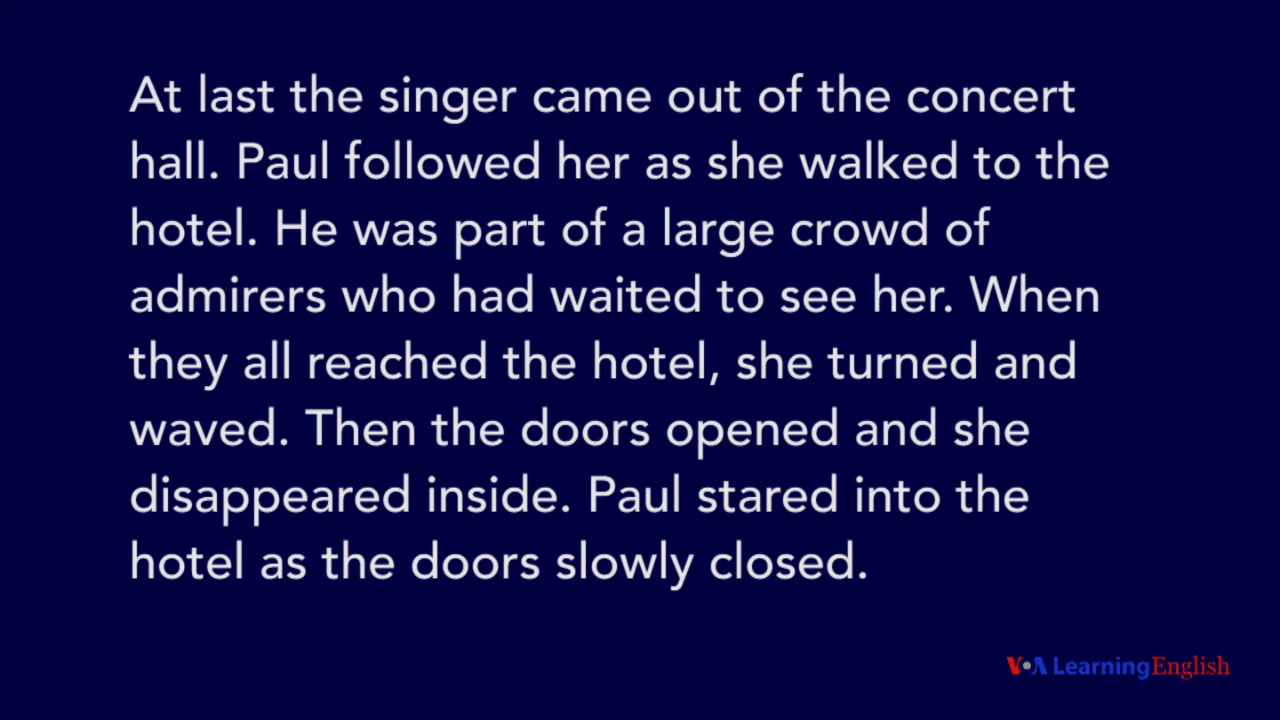 At last the singer came out of the concert
hall. Paul followed her as she walked to the
hotel. He was part of a large crowd of
admirers who had waited to see her. When
they all reached the hotel, she turned and
waved. Then the doors opened and she
disappeared inside. Paul stared into the
hotel as the doors slowly closed.
VOA Learning English